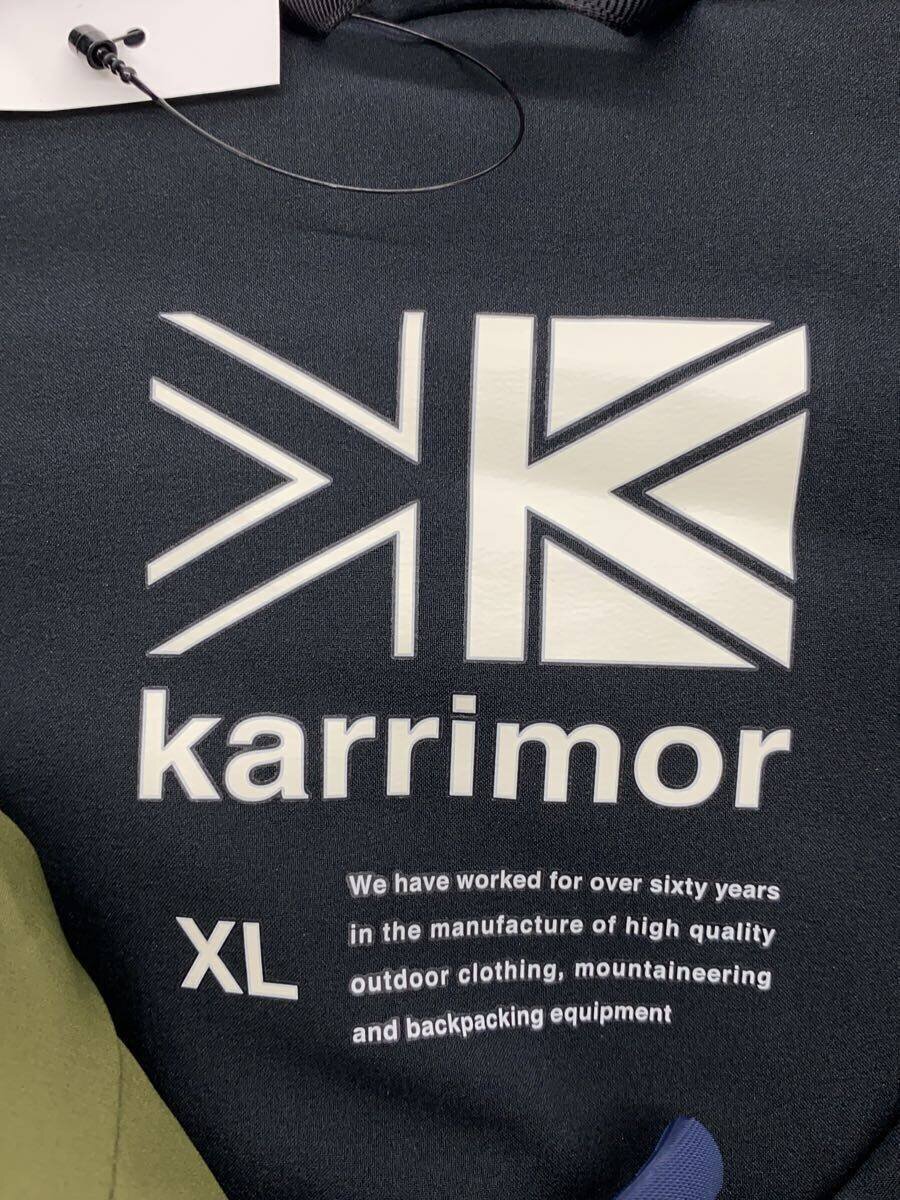 karrimor
XL
We have worked for over sixty years
in the manufacture of high quality
outdoor clothing, mountaineering
and backpacking equipment